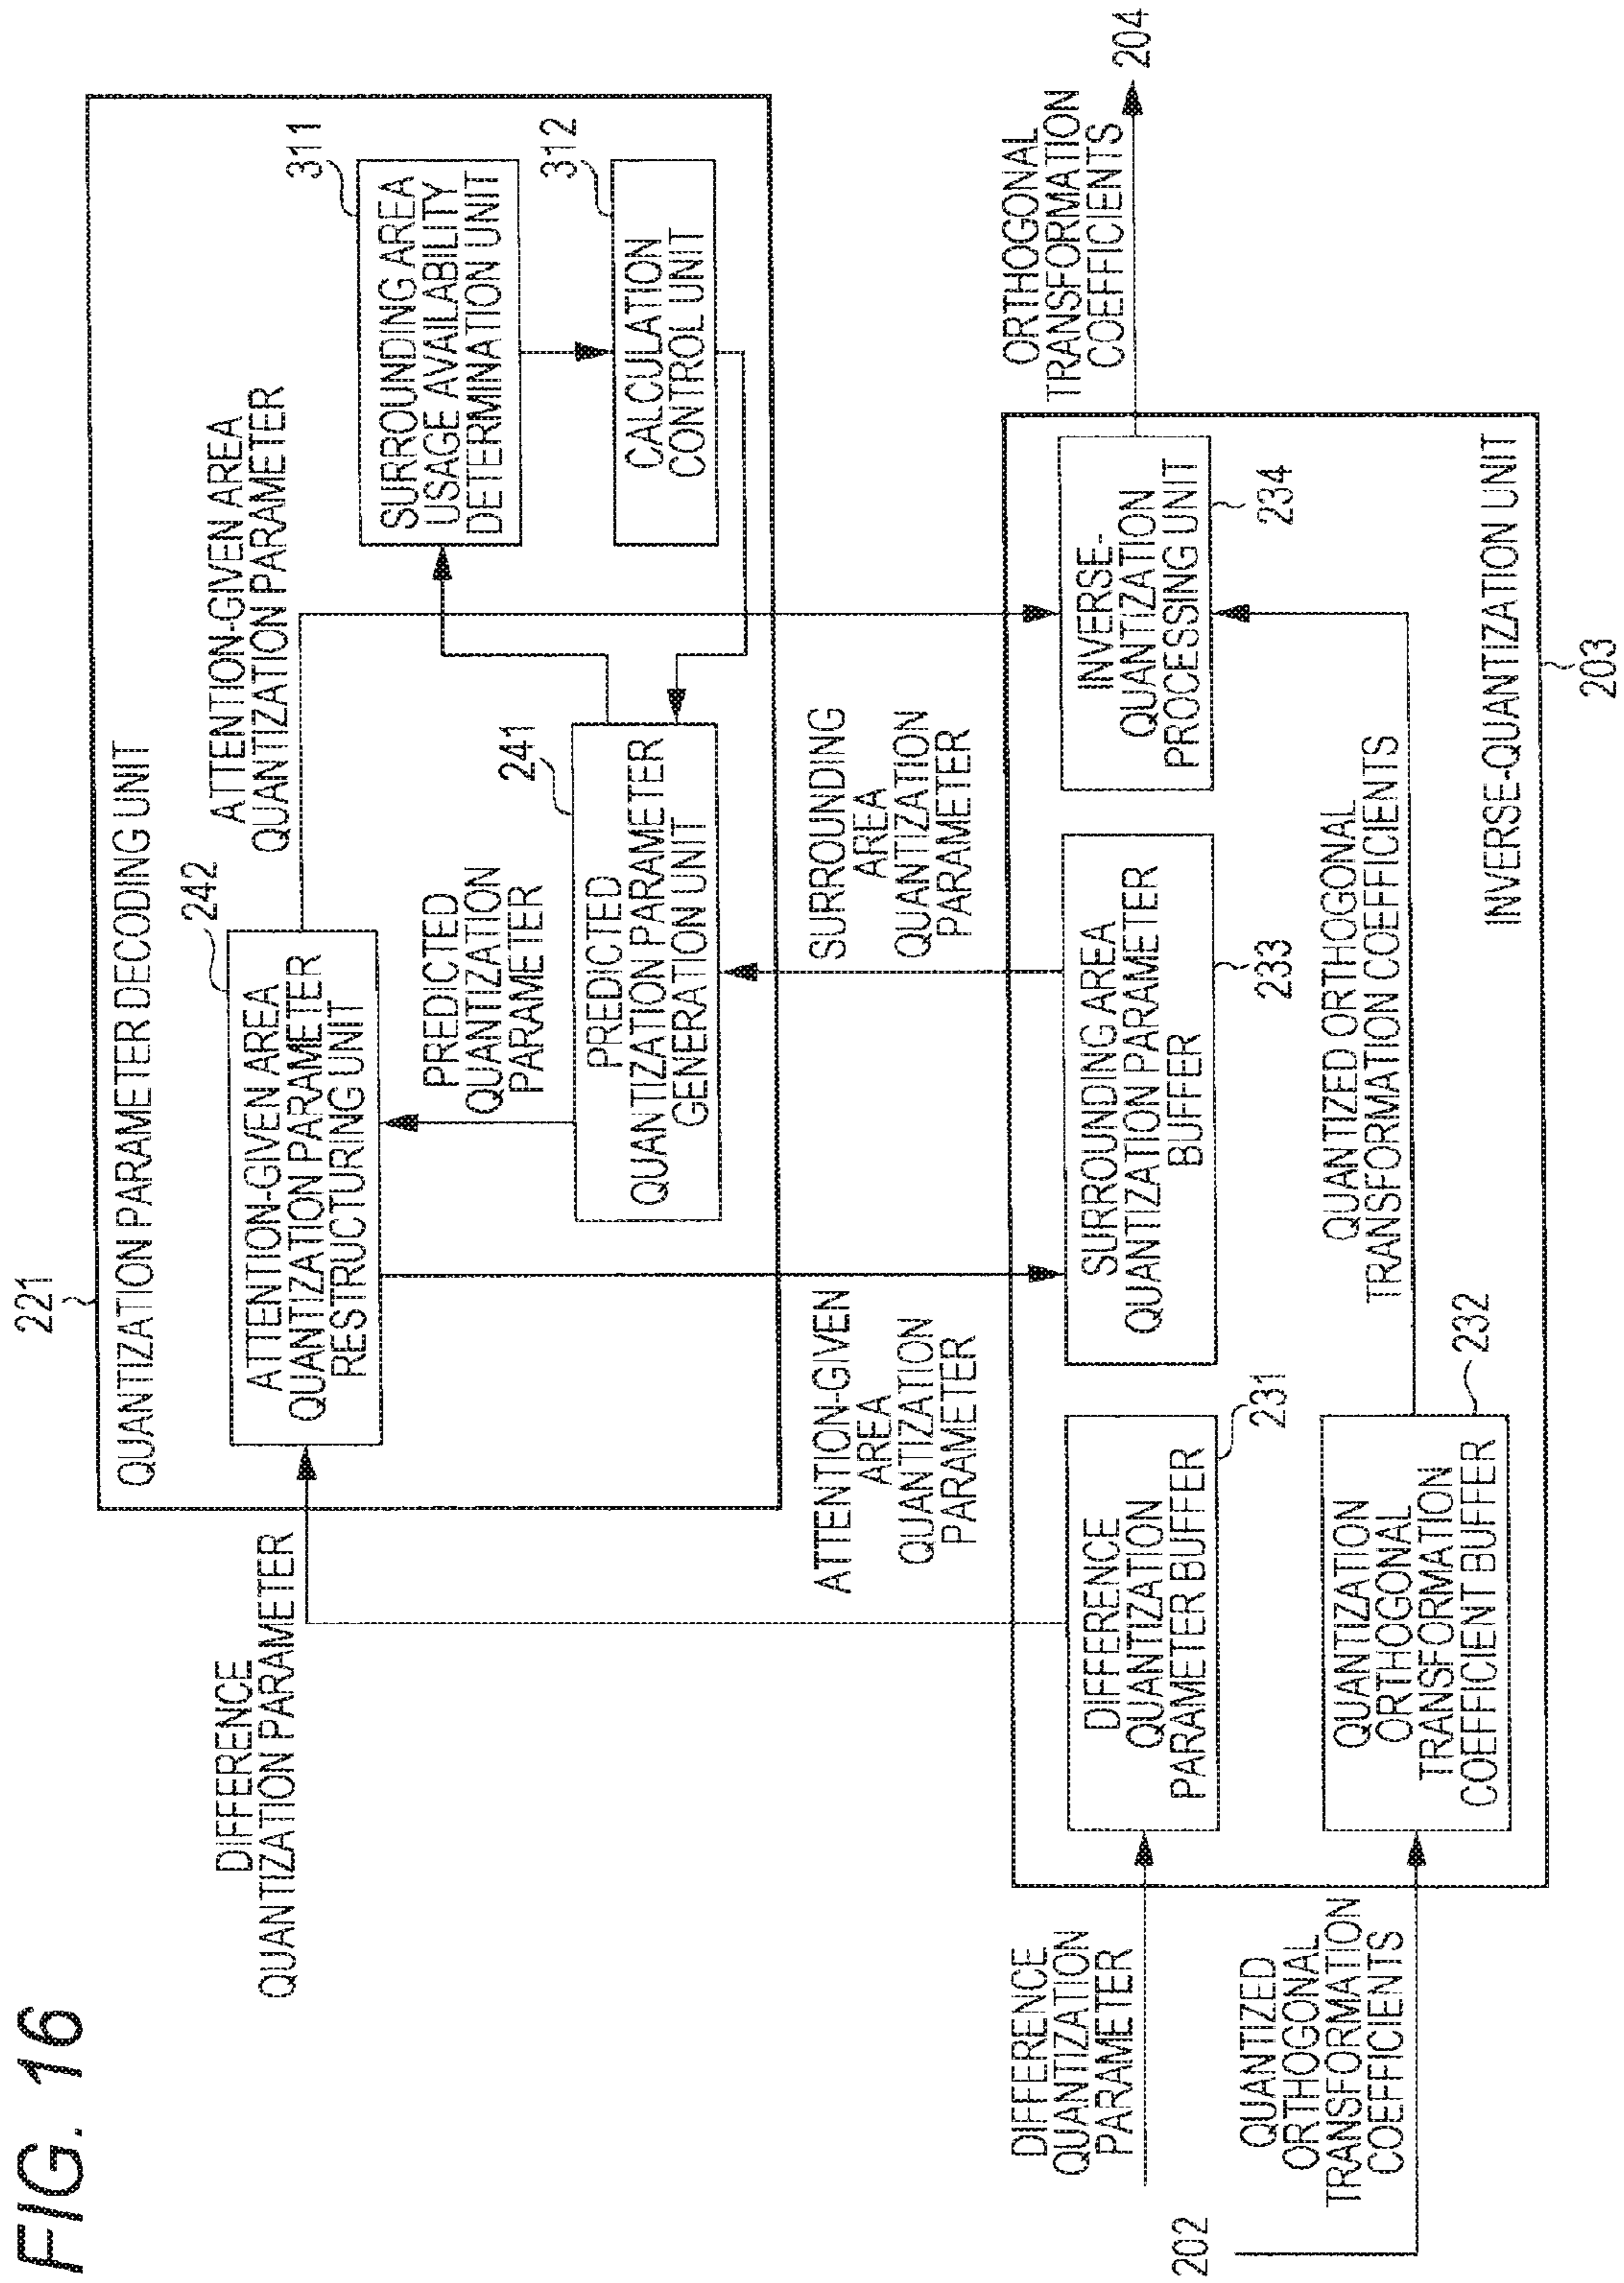 FIG. 16
221
QUANTIZATION PARAMETER DECODING UNIT
DIFFERENCE
QUANTIZATION PARAMETER
242
ATTENTION-GIVEN AREA
QUANTIZATION PARAMETER
RESTRUCTURING UNIT
ATTENTION-GIVEN AREA
QUANTIZATION PARAMETER
PREDICTED
QUANTIZATION
PARAMETER
241
PREDICTED
QUANTIZATION PARAMETER
GENERATION UNIT
311
SURROUNDING AREA
USAGE AVAILABILITY
DETERMINATION UNIT
312
CALCULATION
CONTROL UNIT
ATTENTION-GIVEN
AREA
QUANTIZATION
PARAMETER
SURROUNDING
AREA
QUANTIZATION
PARAMETER
ORTHOGONAL
TRANSFORMATION
COEFFICIENTS
204
DIFFERENCE
QUANTIZATION
PARAMETER
DIFFERENCE
QUANTIZATION
PARAMETER BUFFER
231
SURROUNDING AREA
QUANTIZATION PARAMETER
BUFFER
233
INVERSE-
QUANTIZATION
PROCESSING UNIT
234
202
QUANTIZED
ORTHOGONAL
TRANSFORMATION
COEFFICIENTS
QUANTIZATION
ORTHOGONAL
TRANSFORMATION
COEFFICIENT BUFFER
232
QUANTIZED ORTHOGONAL
TRANSFORMATION COEFFICIENTS
INVERSE-QUANTIZATION UNIT
203